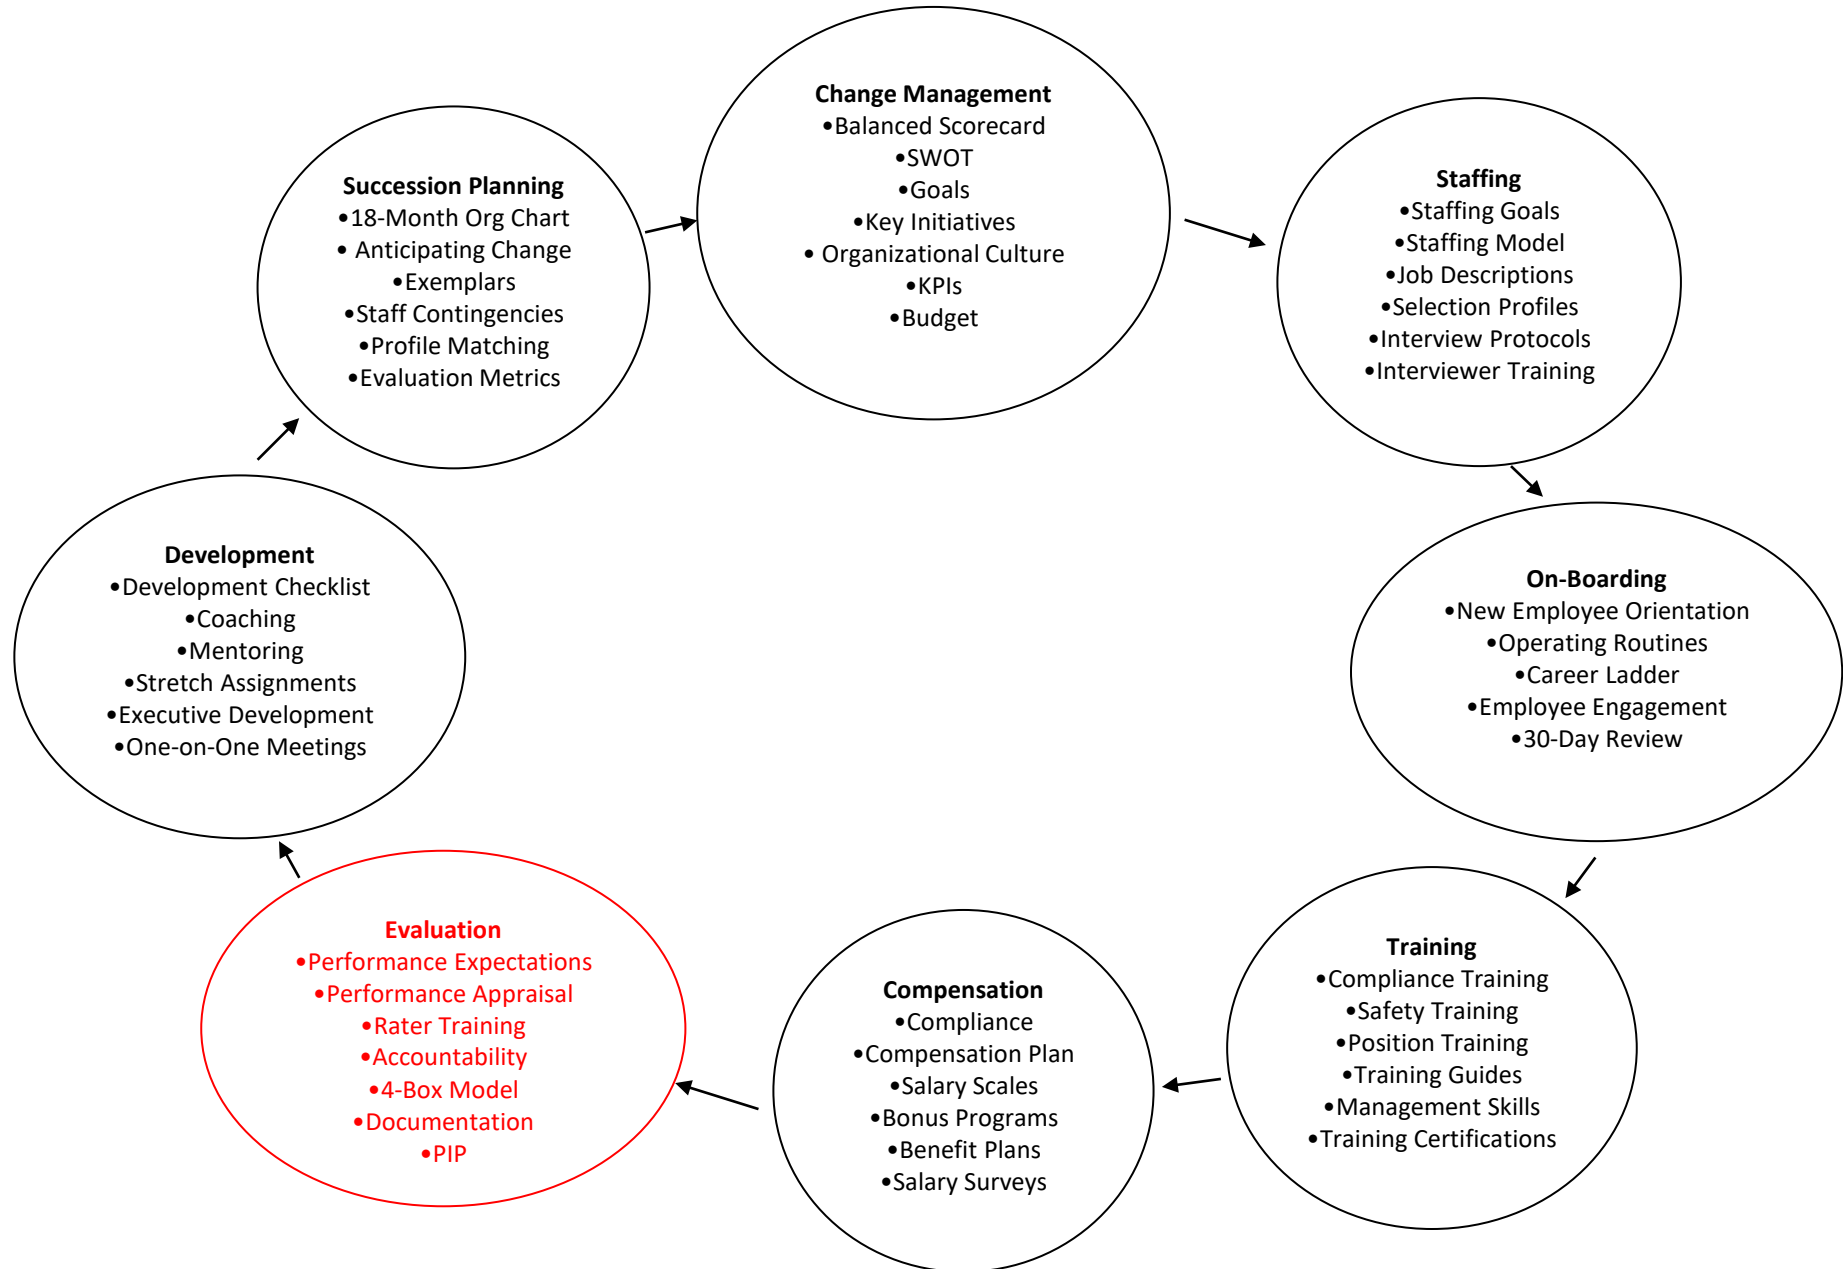 Change Management
•Balanced Scorecard
•SWOT
•Goals
•Key Initiatives
• Organizational Culture
•KPIs
•Budget
Staffing
•Staffing Goals
•Staffing Model
•Job Descriptions
•Selection Profiles
•Interview Protocols
•Interviewer Training
On-Boarding
•New Employee Orientation
•Operating Routines
•Career Ladder
•Employee Engagement
•30-Day Review
Training
•Compliance Training
•Safety Training
•Position Training
•Training Guides
•Management Skills
•Training Certifications
Compensation
•Compliance
•Compensation Plan
•Salary Scales
•Bonus Programs
•Benefit Plans
•Salary Surveys
Evaluation
•Performance Expectations
•Performance Appraisal
•Rater Training
•Accountability
•4-Box Model
•Documentation
•PIP
Development
•Development Checklist
•Coaching
•Mentoring
•Stretch Assignments
•Executive Development
•One-on-One Meetings
Succession Planning
•18-Month Org Chart
• Anticipating Change
•Exemplars
•Staff Contingencies
•Profile Matching
•Evaluation Metrics